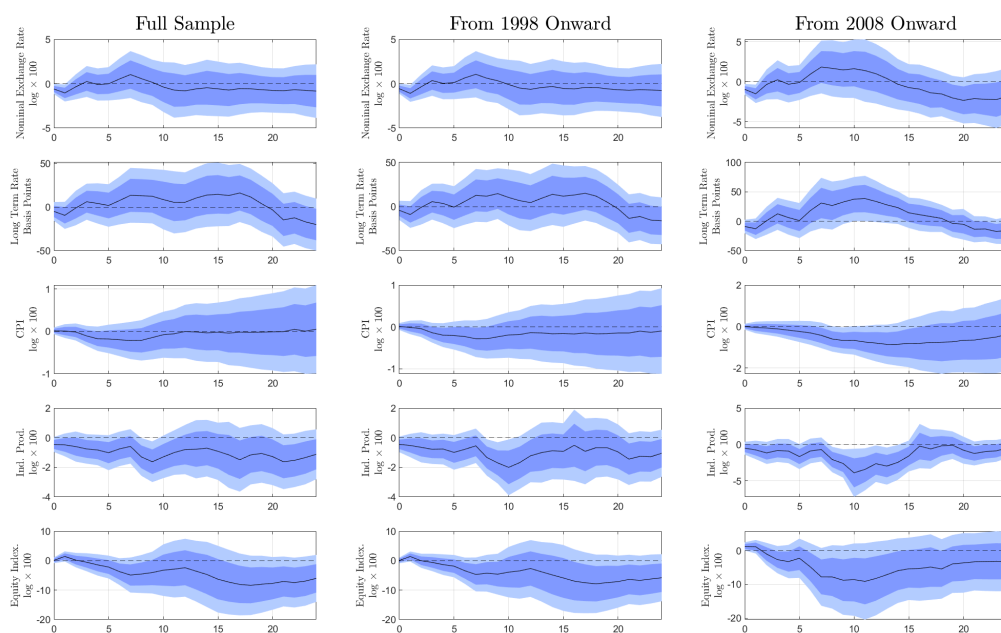 Full Sample
From 1998 Onward
From 2008 Onward
Nominal Exchange Rate
log × 100
5
0
-5
0 5 10 15 20
Nominal Exchange Rate
log × 100
5
0
-5
0 5 10 15 20
Nominal Exchange Rate
log × 100
5
0
-5
0 5 10 15 20
Long Term Rate
Basis Points
50
0
-50
0 5 10 15 20
Long Term Rate
Basis Points
50
0
-50
0 5 10 15 20
Long Term Rate
Basis Points
100
50
0
-50
0 5 10 15 20
CPI
log × 100
1
0
-1
0 5 10 15 20
CPI
log × 100
1
0
-1
0 5 10 15 20
CPI
log × 100
2
0
-2
0 5 10 15 20
Ind. Prod.
log × 100
2
0
-2
-4
0 5 10 15 20
Ind. Prod.
log × 100
2
0
-2
-4
0 5 10 15 20
Ind. Prod.
log × 100
5
0
-5
0 5 10 15 20
Equity Index.
log × 100
10
0
-10
-20
0 5 10 15 20
Equity Index.
log × 100
10
0
-10
-20
0 5 10 15 20
Equity Index.
log × 100
0
-10
-20
0 5 10 15 20